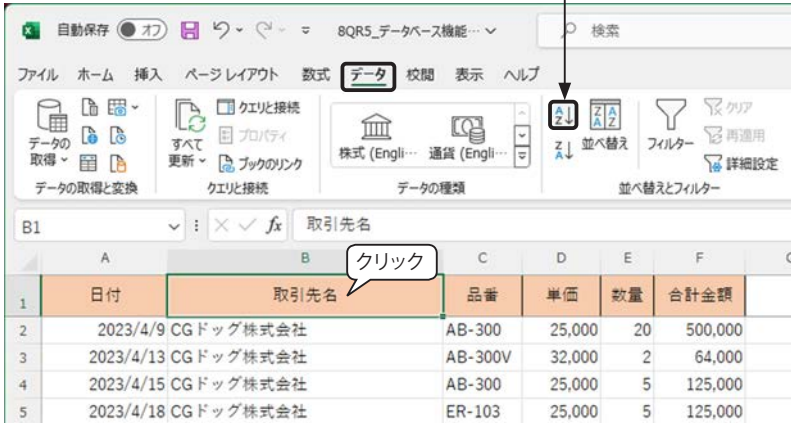 自動保存 オフ 8QR5_データベース機能… 検索
ファイル ホーム 挿入 ページ レイアウト 数式 データ 校閲 表示 ヘルプ
データの
取得
すべて
更新
クエリと接続
プロパティ
ブックのリンク
株式 (Engli… 通貨 (Engli…
並べ替え
フィルター
クリア
再適用
詳細設定
データの取得と変換 クエリと接続 データの種類 並べ替えとフィルター
B1 fx 取引先名
クリック
A B C D E F
1 日付 取引先名 品番 単価 数量 合計金額
2 2023/4/9 CGドッグ株式会社 AB-300 25,000 20 500,000
3 2023/4/13 CGドッグ株式会社 AB-300V 32,000 2 64,000
4 2023/4/15 CGドッグ株式会社 AB-300 25,000 5 125,000
5 2023/4/18 CGドッグ株式会社 ER-103 25,000 5 125,000